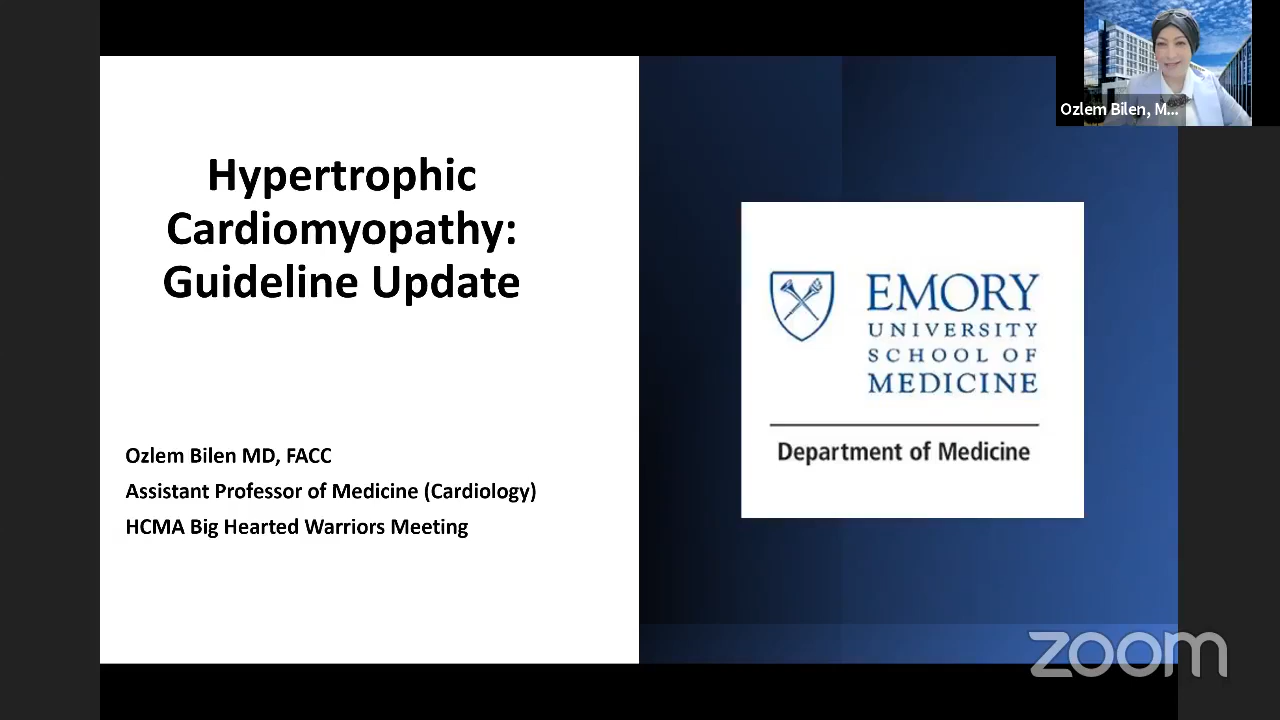 Hypertrophic
Cardiomyopathy:
Guideline Update
Ozlem Bilen MD, FACC
Assistant Professor of Medicine (Cardiology)
HCMA Big Hearted Warriors Meeting
EMORY
UNIVERSITY
SCHOOL OF
MEDICINE
Department of Medicine
Ozlem Bilen, M...
zoom